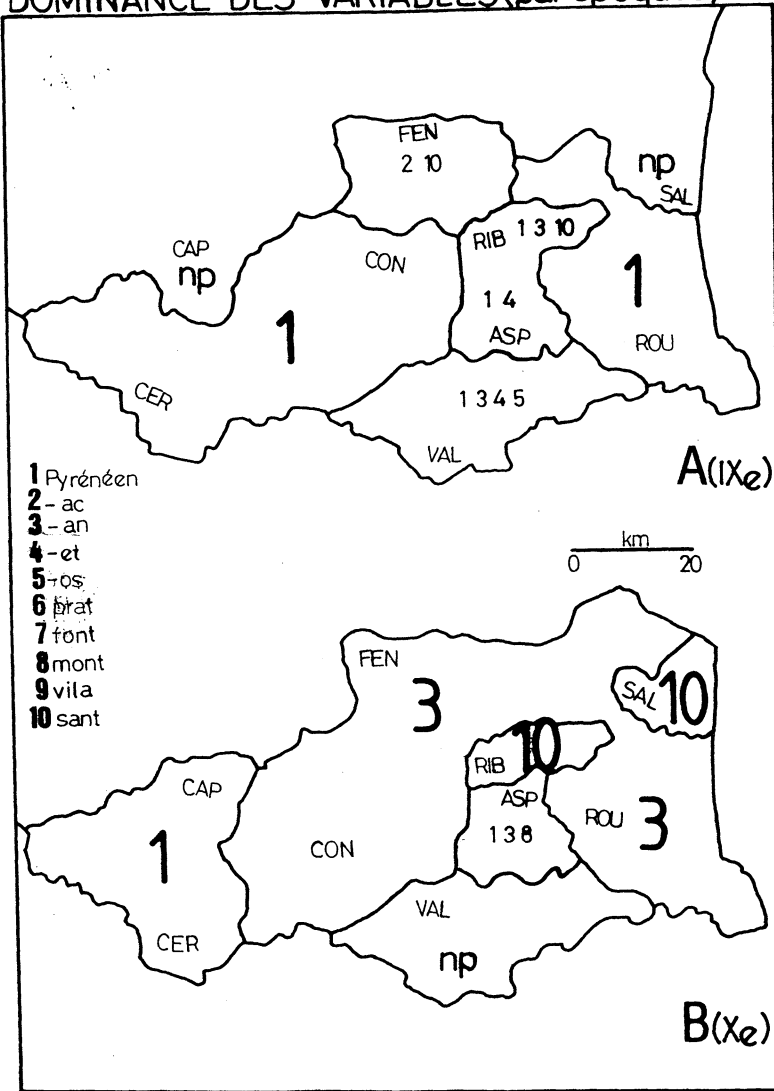 DOMINANCE DES VARIABLES (par époques)
FEN
2 10
np
SAL
CAP
np
CON
RIB 1 3 10
1
1 4
ASP
1
ROU
CER
1 3 4 5
VAL
A(IXe)
1 Pyrénéen
2 - ac
3 - an
4 - et
5 - os
6 prat
7 font
8 mont
9 vila
10 sant
km
0 20
FEN
3
SAL 10
10
RIB
CAP
ASP
1 3 8
ROU 3
1
CON
CER
VAL
np
B(Xe)